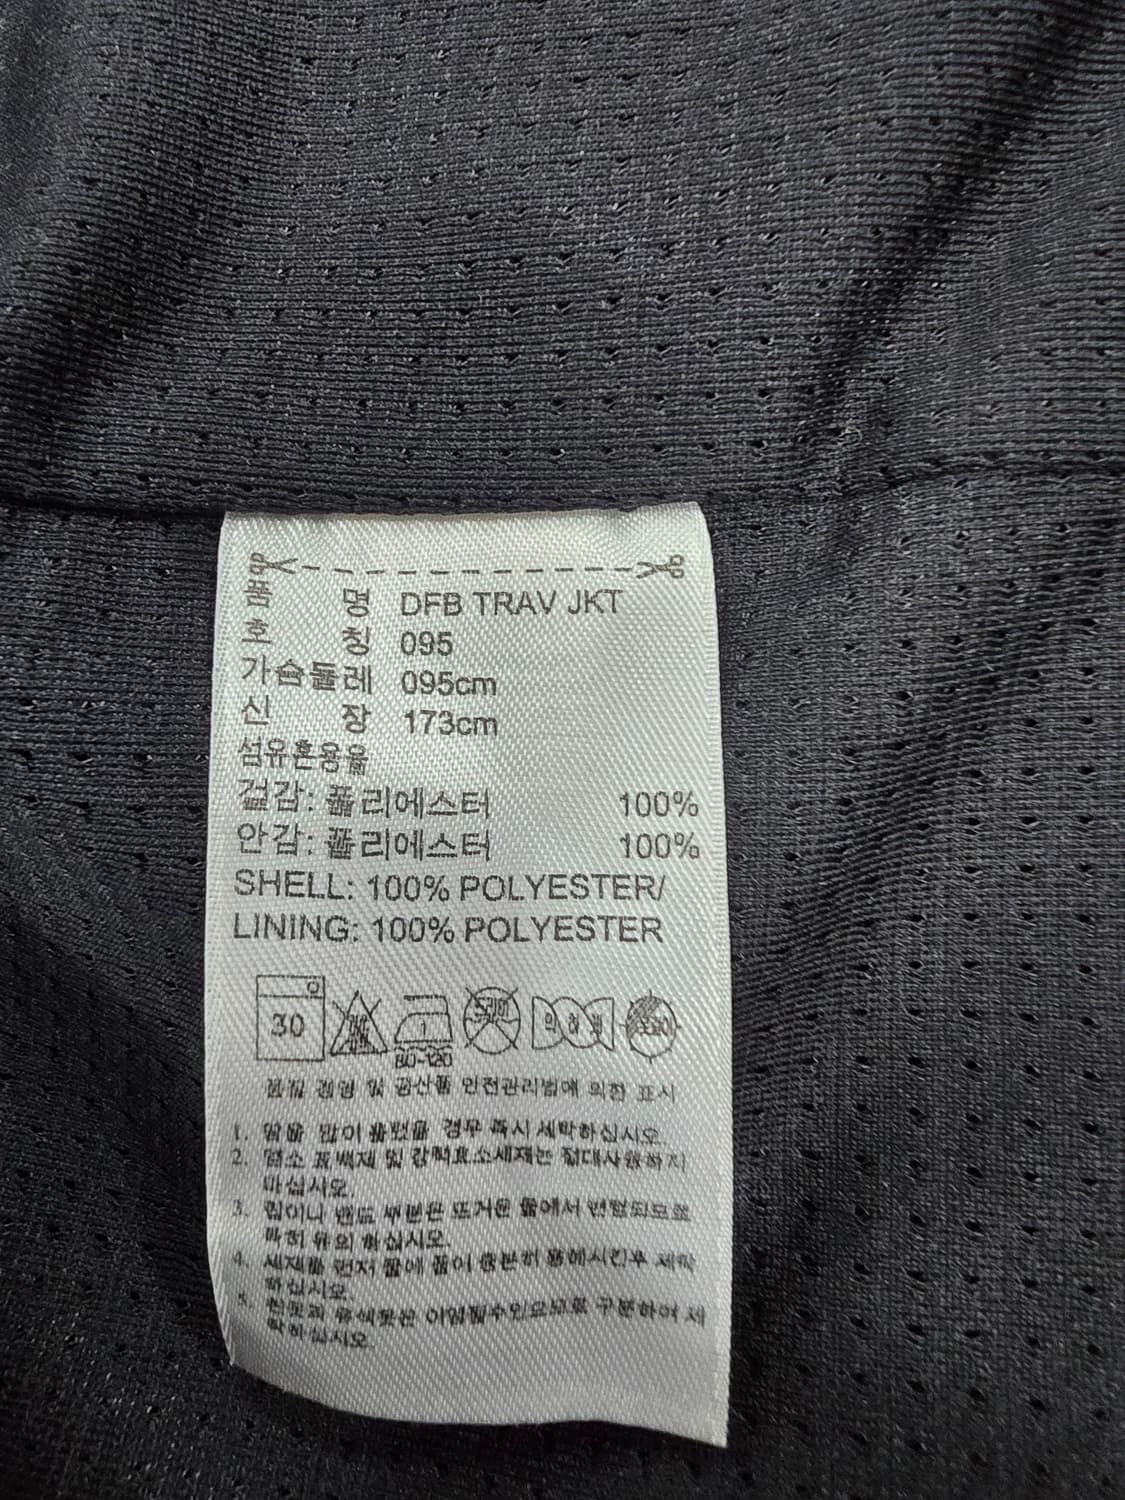 품 명 DFB TRAV JKT
호 칭 095
가슴둘레 095cm
신 장 173cm
섬유혼용율
겉감: 폴리에스터 100%
안감: 폴리에스터 100%
SHELL: 100% POLYESTER/
LINING: 100% POLYESTER
30
80~120
품질 경영 및 공산품 안전관리법에 의한 표시
1. 땀을 많이 흘렸을 경우 즉시 세탁하십시오.
2. 염소 표백제 및 강력효소세제는 절대사용하지
마십시오.
3. 립이나 밴드 부분은 뜨거운 물에서 변형되므로
특히 유의 하십시오.
4. 세제를 먼저 물에 풀어 충분히 용해시킨후 세탁
하십시오.
5. 흰옷과 유색옷은 이염될수있으므로 구분하여 세
탁하십시오.